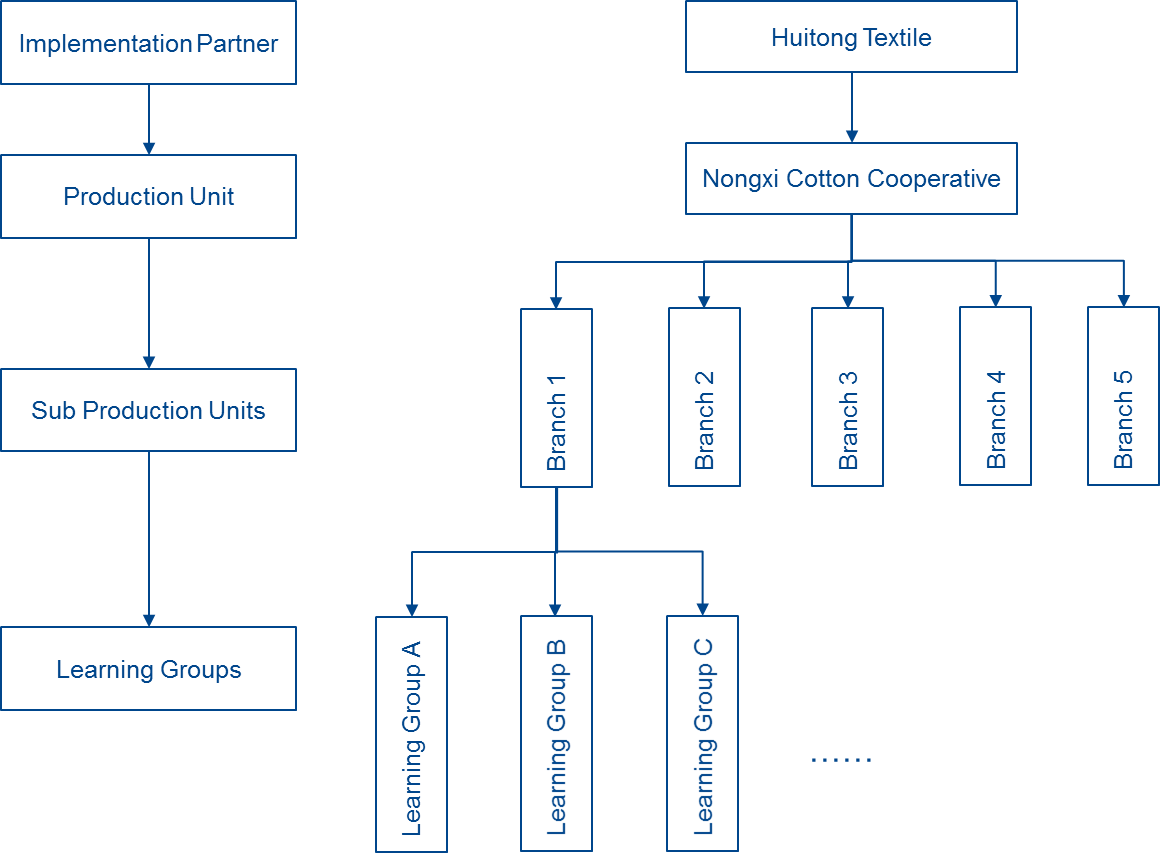 Implementation Partner
Huitong Textile
Production Unit
Nongxi Cotton Cooperative
Sub Production Units
Branch 1
Branch 2
Branch 3
Branch 4
Branch 5
Learning Groups
Learning Group A
Learning Group B
Learning Group C
……